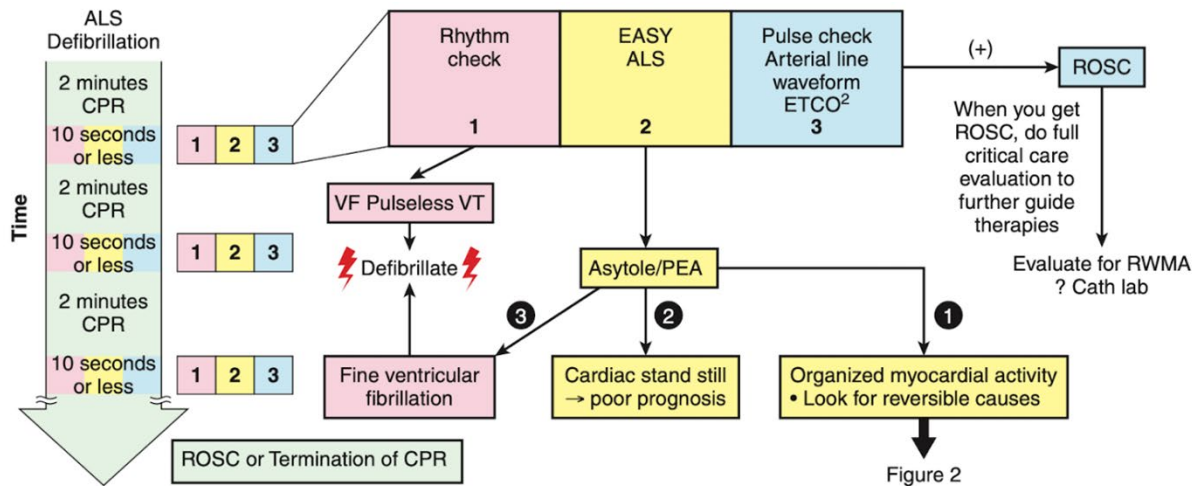 ALS
Defibrillation
Time
2 minutes
CPR
10 seconds
or less
1 2 3
2 minutes
CPR
10 seconds
or less
1 2 3
2 minutes
CPR
10 seconds
or less
1 2 3
ROSC or Termination of CPR
Rhythm
check
1
EASY
ALS
2
Pulse check
Arterial line
waveform
ETCO²
3
(+)
ROSC
When you get
ROSC, do full
critical care
evaluation to
further guide
therapies
Evaluate for RWMA
? Cath lab
VF Pulseless VT
Defibrillate
Asytole/PEA
3
2
1
Fine ventricular
fibrillation
Cardiac stand still
→ poor prognosis
Organized myocardial activity
• Look for reversible causes
Figure 2